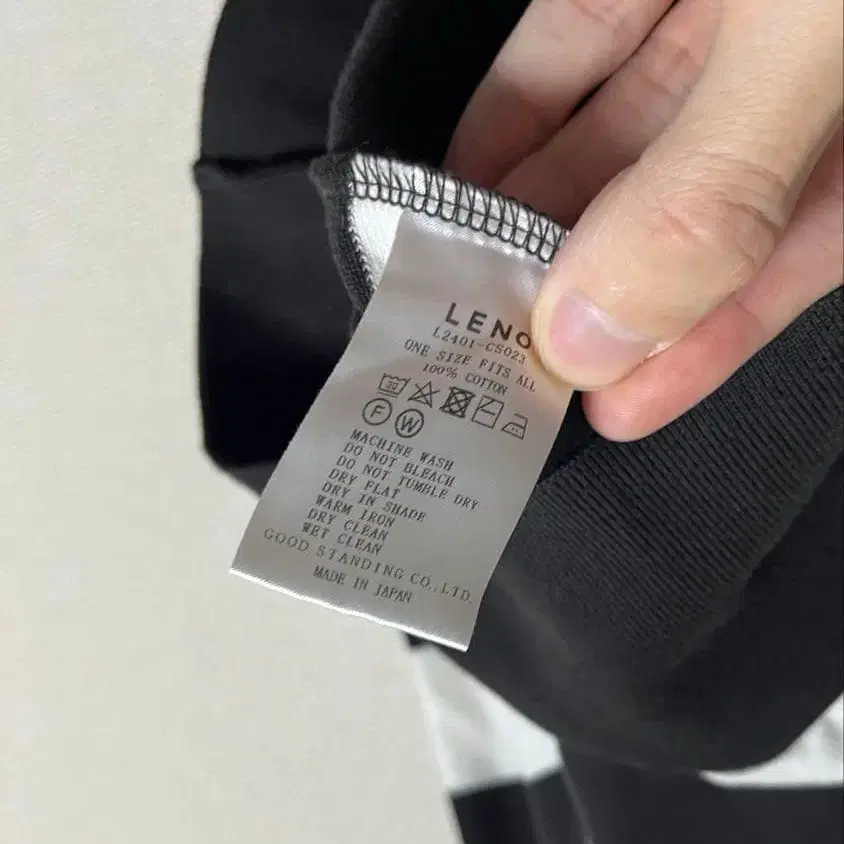 LENO
L2401-CS023
ONE SIZE FITS ALL
100% COTTON
30
F W
MACHINE WASH
DO NOT BLEACH
DO NOT TUMBLE DRY
DRY FLAT
DRY IN SHADE
WARM IRON
DRY CLEAN
WET CLEAN
GOOD STANDING CO.,LTD.
MADE IN JAPAN